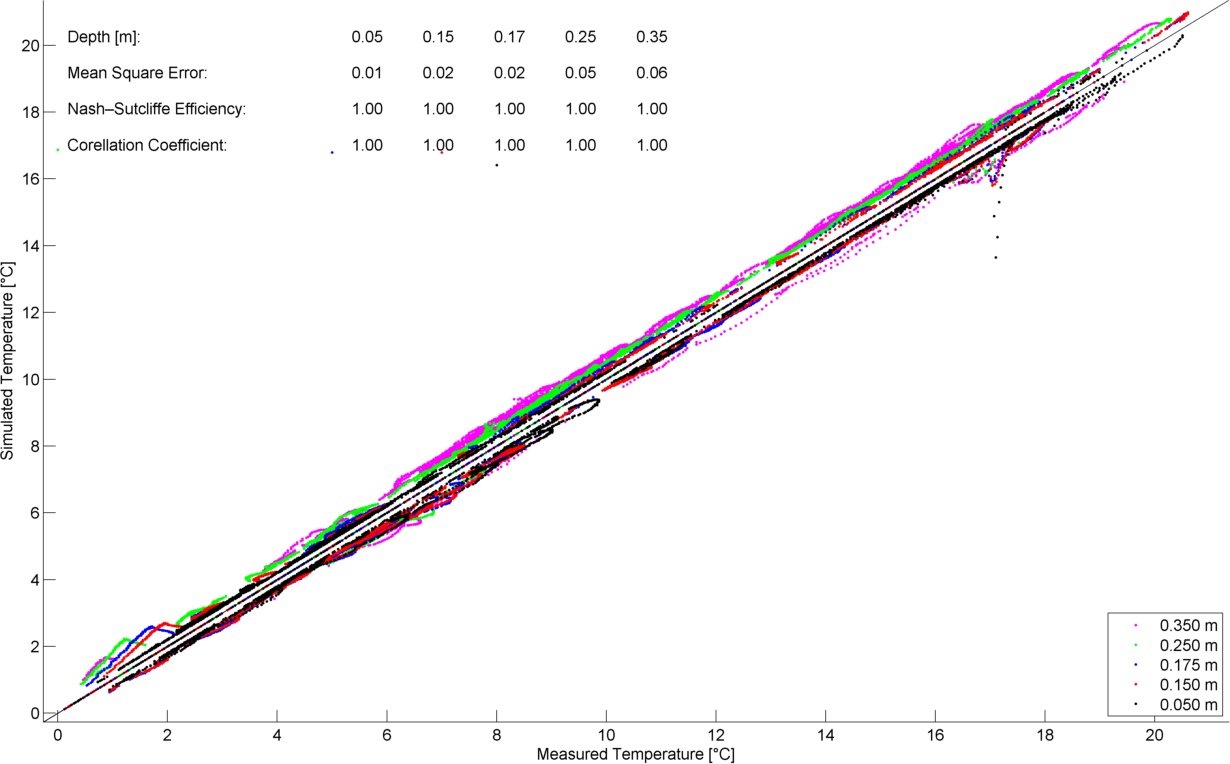 Depth [m]: 0.05 0.15 0.17 0.25 0.35
Mean Square Error: 0.01 0.02 0.02 0.05 0.06
Nash–Sutcliffe Efficiency: 1.00 1.00 1.00 1.00 1.00
Corellation Coefficient: 1.00 1.00 1.00 1.00 1.00
Simulated Temperature [°C]
20
18
16
14
12
10
8
6
4
2
0
0.350 m
0.250 m
0.175 m
0.150 m
0.050 m
0 2 4 6 8 10 12 14 16 18 20
Measured Temperature [°C]